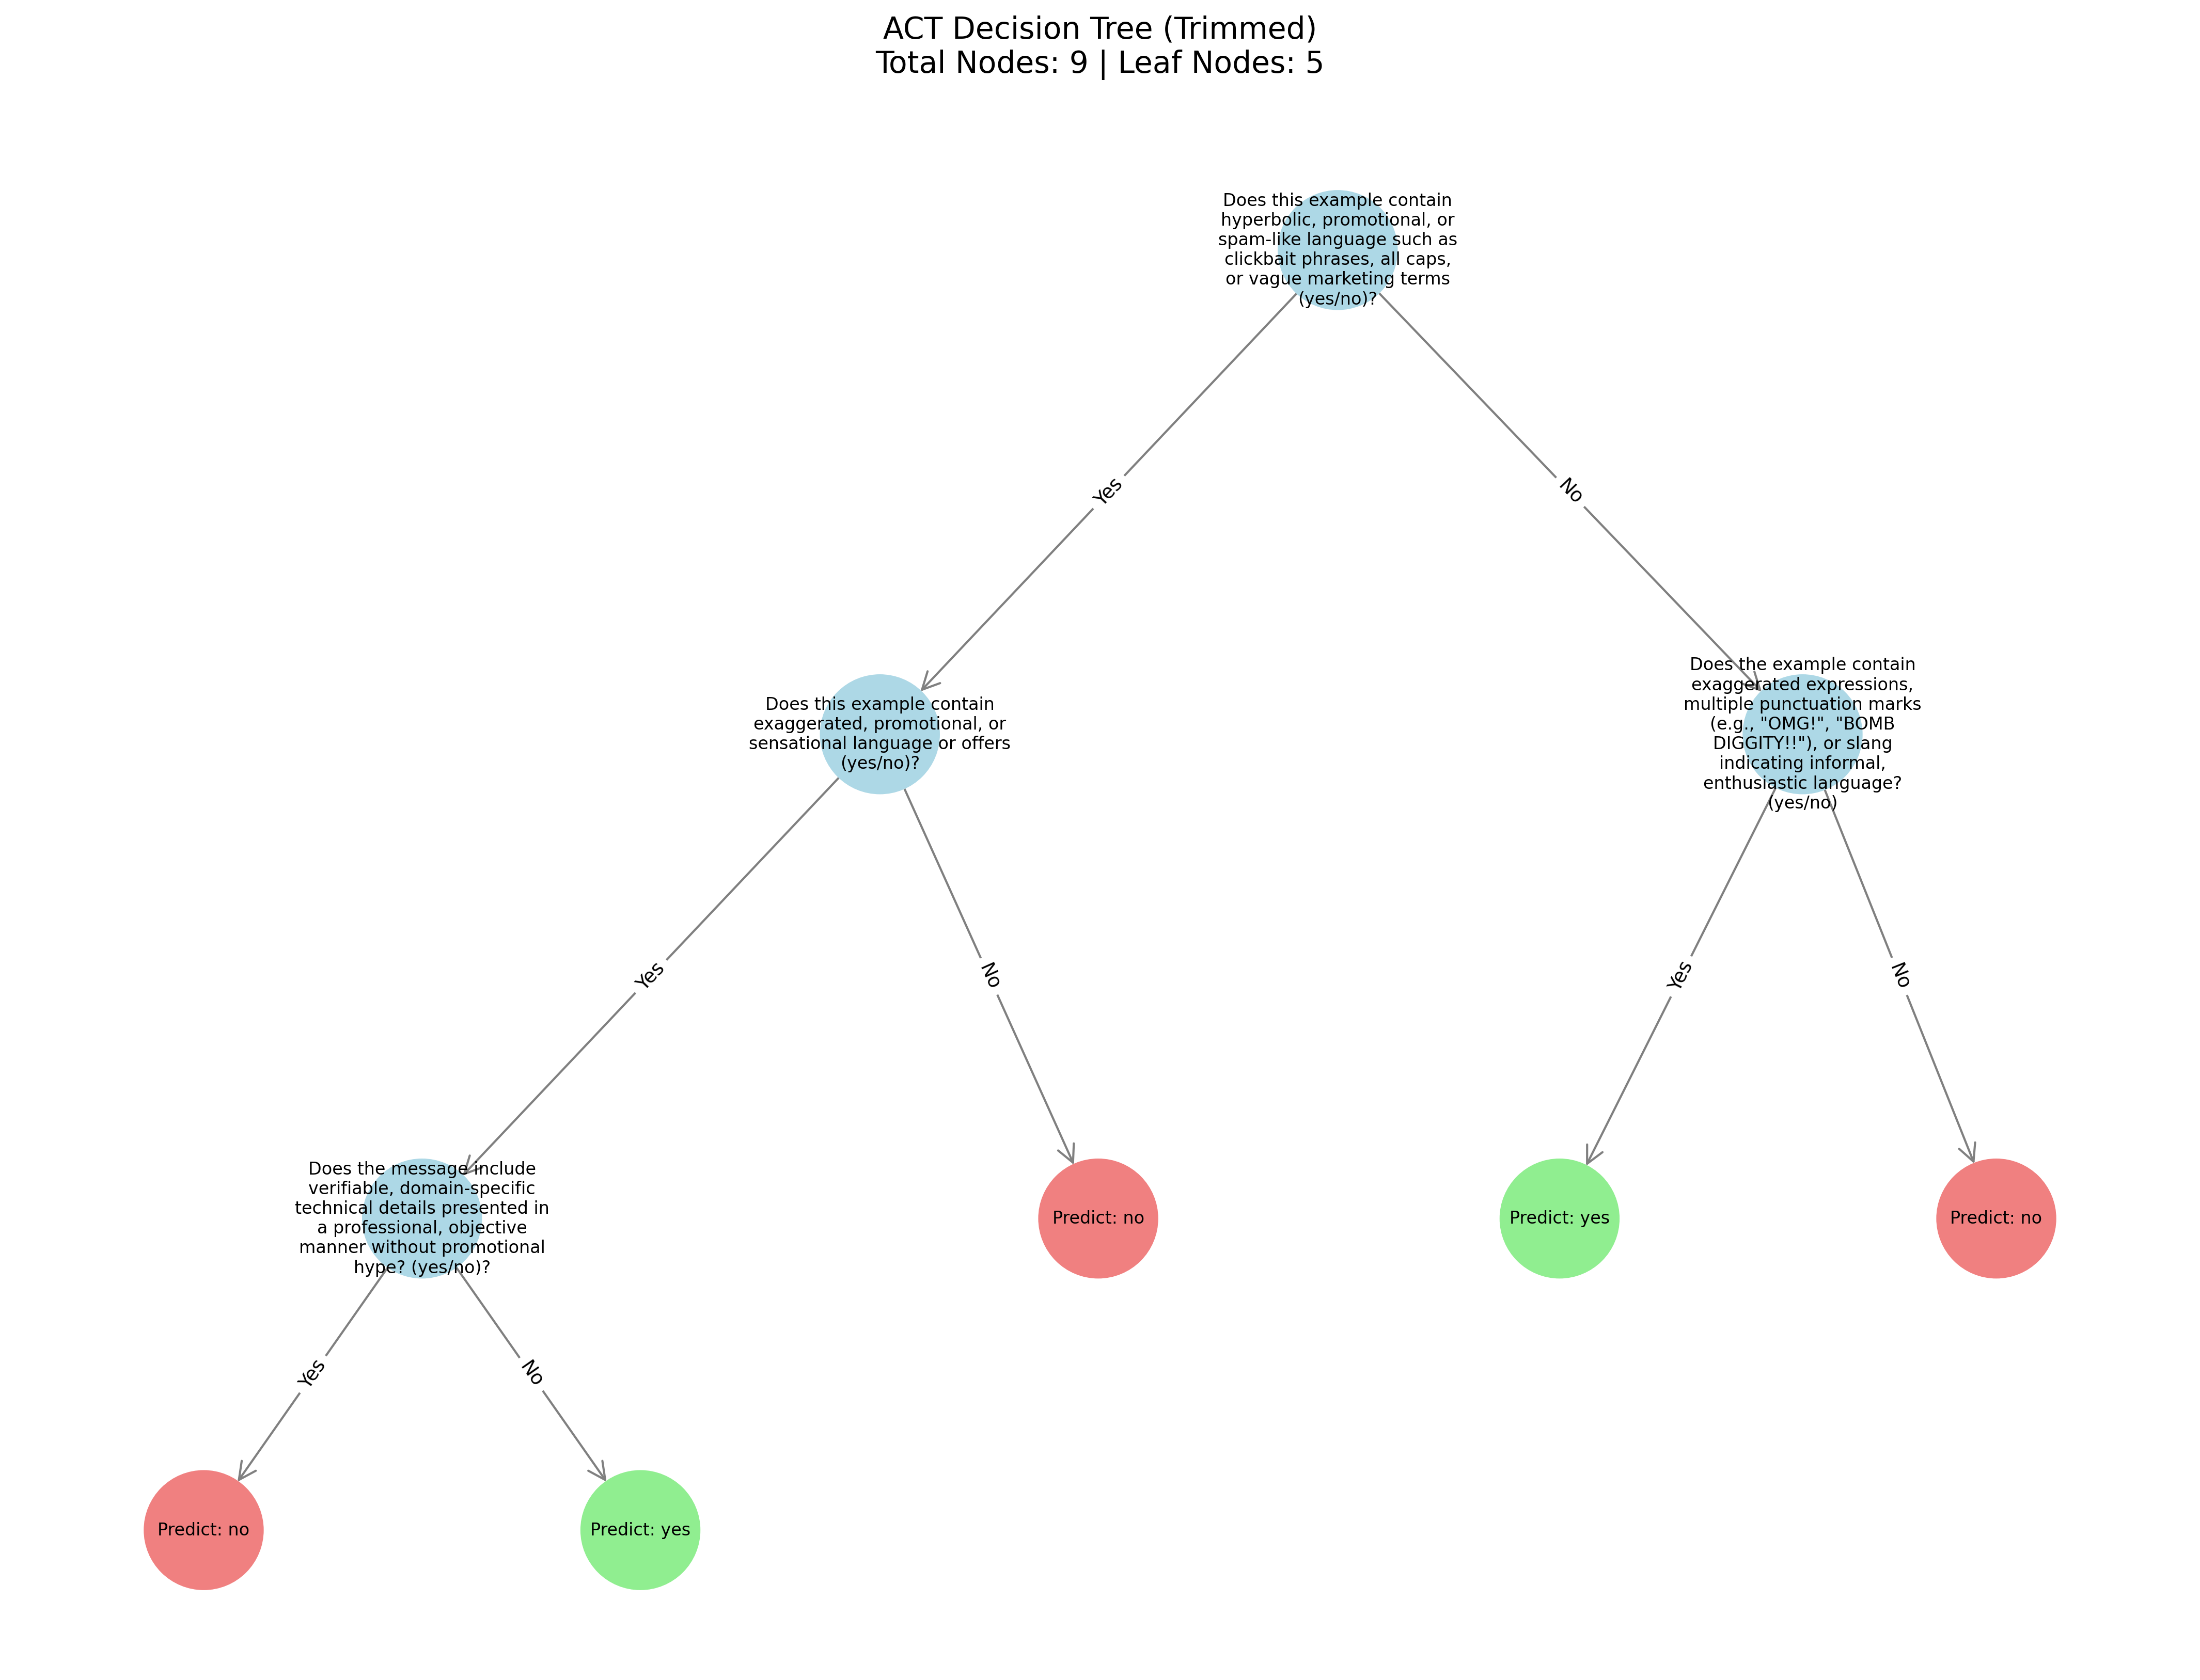 ACT Decision Tree (Trimmed)
Total Nodes: 9 | Leaf Nodes: 5
Does this example contain
hyperbolic, promotional, or
spam-like language such as
clickbait phrases, all caps,
or vague marketing terms
(yes/no)?
Yes
No
Does this example contain
exaggerated, promotional, or
sensational language or offers
(yes/no)?
Does the example contain
exaggerated expressions,
multiple punctuation marks
(e.g., "OMG!", "BOMB
DIGGITY!!"), or slang
indicating informal,
enthusiastic language?
(yes/no)
Yes
No
Yes
No
Does the message include
verifiable, domain-specific
technical details presented in
a professional, objective
manner without promotional
hype? (yes/no)?
Predict: no
Predict: yes
Predict: no
Yes
No
Predict: no
Predict: yes